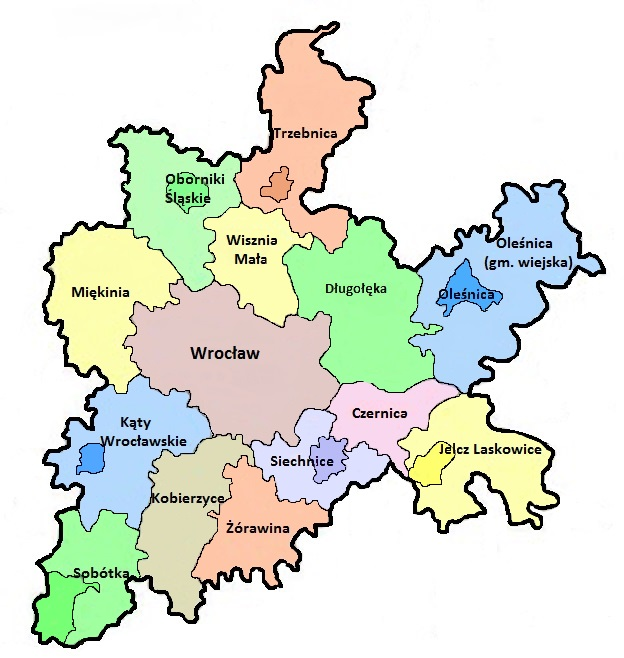 Trzebnica
Oborniki
Śląskie
Wisznia
Mała
Oleśnica
(gm. wiejska)
Miękinia
Długołęka
Oleśnica
Wrocław
Kąty
Wrocławskie
Czernica
Siechnice
Jelcz Laskowice
Kobierzyce
Żórawina
Sobótka